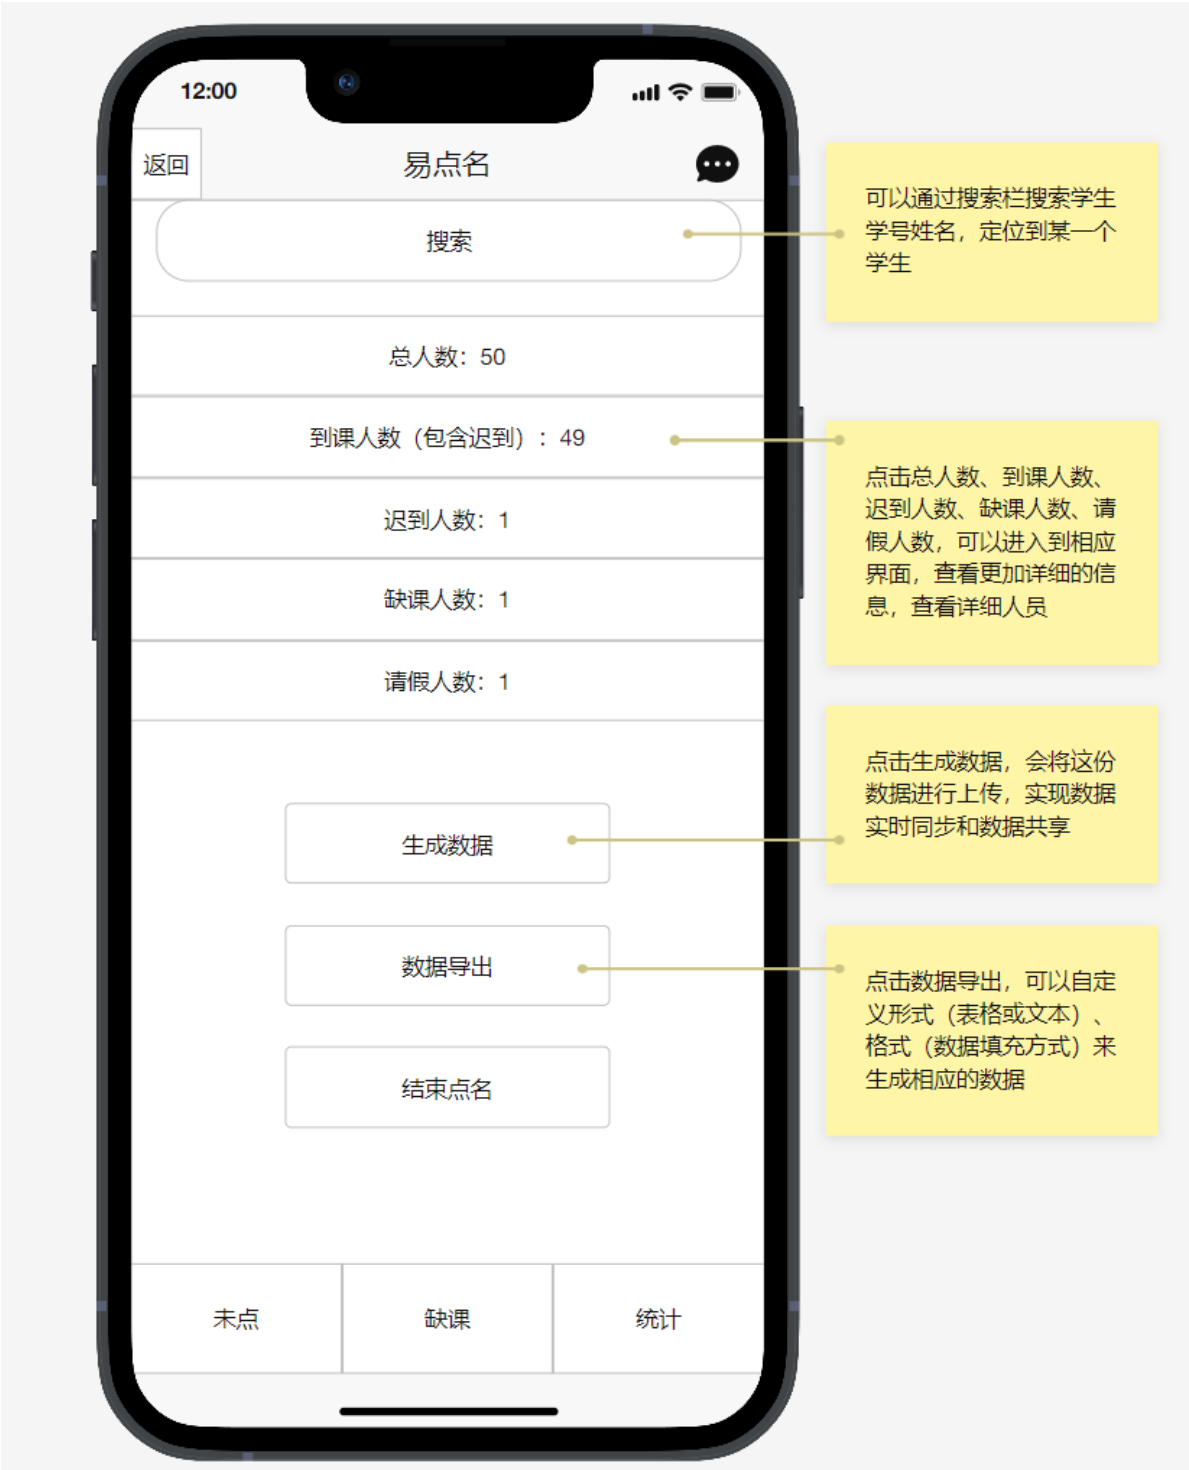 12:00
返回
易点名
搜索
总人数：50
到课人数（包含迟到）：49
迟到人数：1
缺课人数：1
请假人数：1
生成数据
数据导出
结束点名
未点
缺课
统计
可以通过搜索栏搜索学生
学号姓名，定位到某一个
学生
点击总人数、到课人数、
迟到人数、缺课人数、请
假人数，可以进入到相应
界面，查看更加详细的信
息，查看详细人员
点击生成数据，会将这份
数据进行上传，实现数据
实时同步和数据共享
点击数据导出，可以自定
义形式（表格或文本）、
格式（数据填充方式）来
生成相应的数据